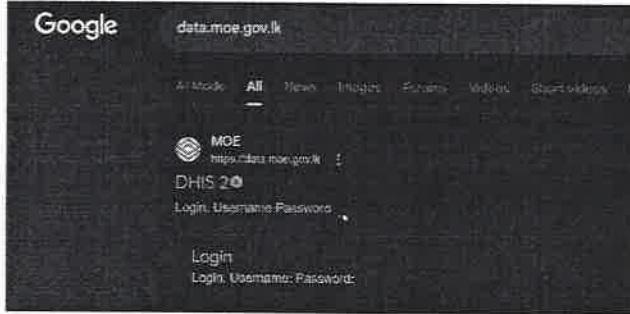 Google
data.moe.gov.lk
AI Mode All News Images Forums Videos Short videos
MOE
https://data.moe.gov.lk
DHIS 2
Login. Username Password
Login
Login. Username: Password: